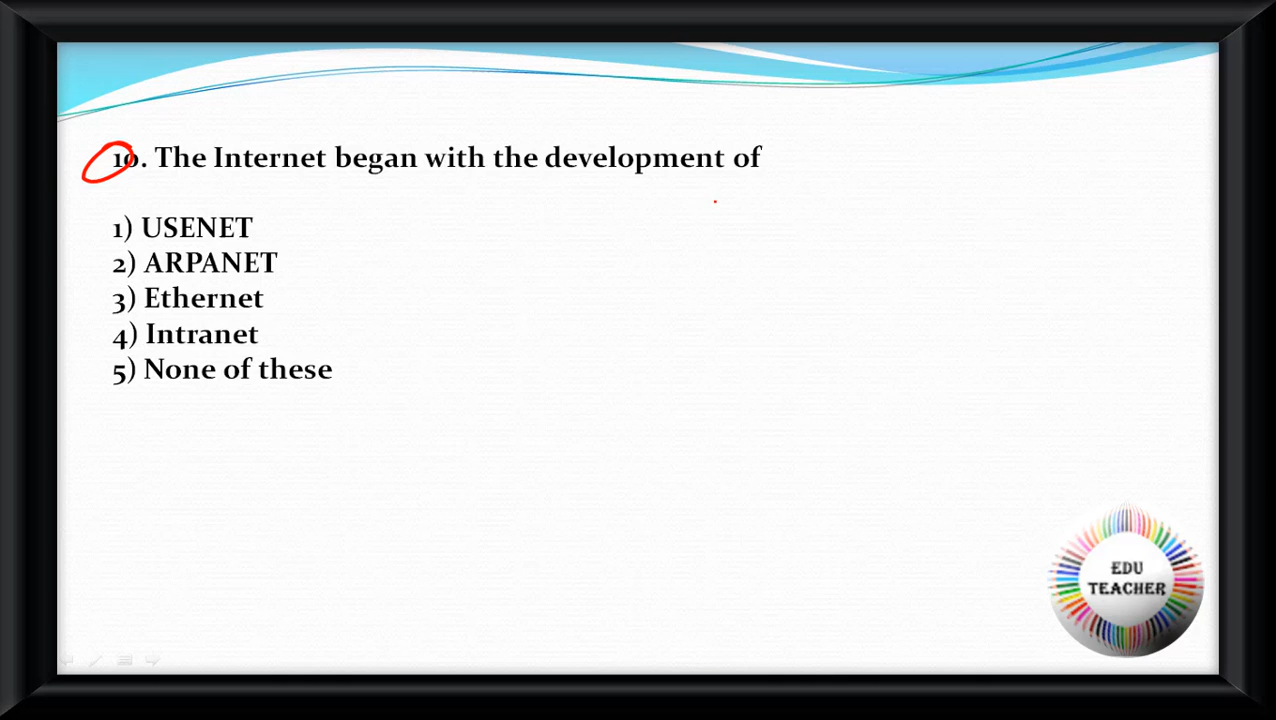 10. The Internet began with the development of
1) USENET
2) ARPANET
3) Ethernet
4) Intranet
5) None of these
EDU
TEACHER